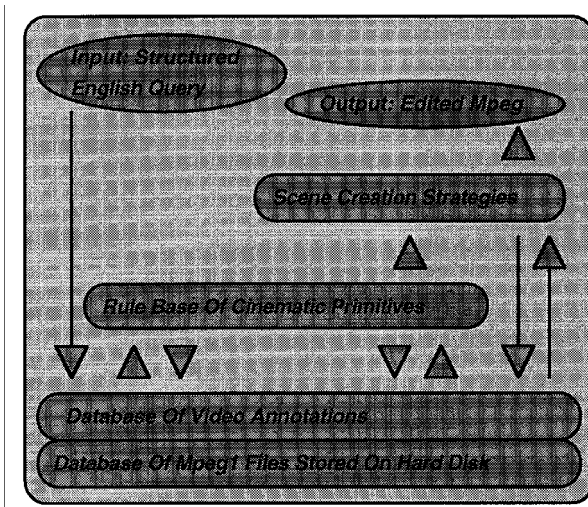 Input: Structured
English Query
Output: Edited Mpeg
Scene Creation Strategies
Rule Base Of Cinematic Primitives
Database Of Video Annotations
Database Of Mpeg1 Files Stored On Hard Disk